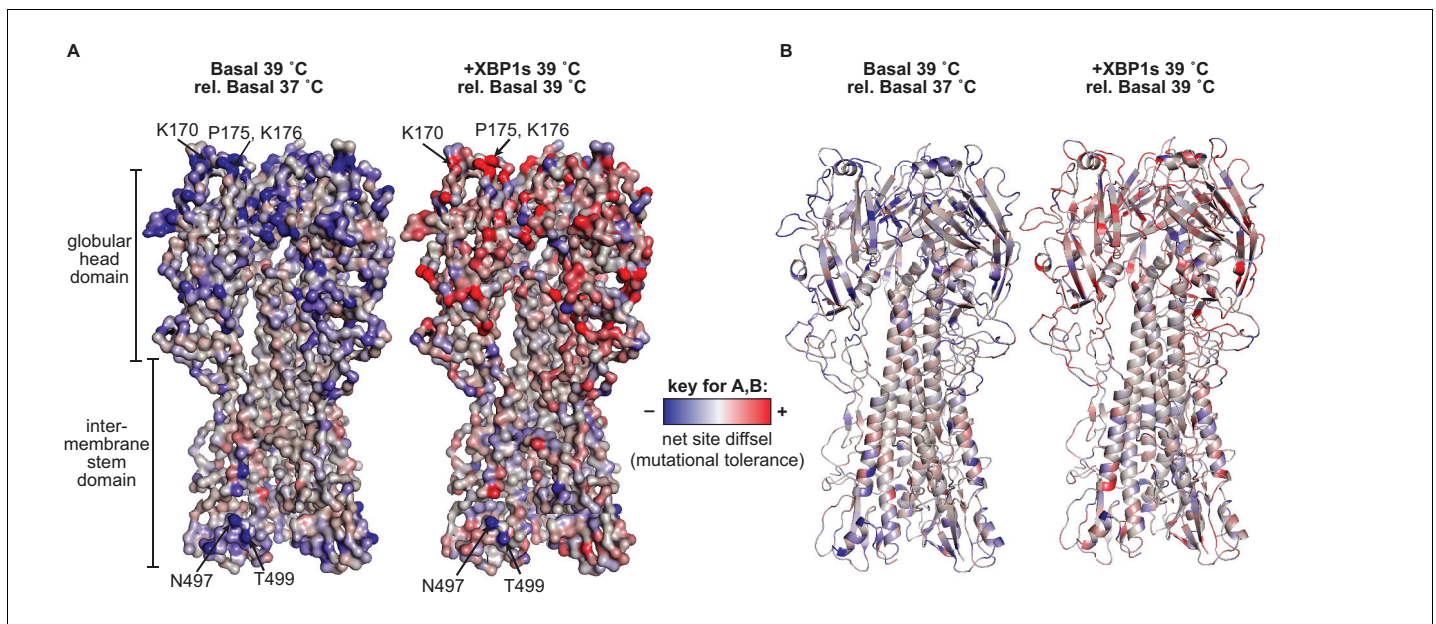 A
Basal 39 ˚C
rel. Basal 37 ˚C
+XBP1s 39 ˚C
rel. Basal 39 ˚C
K170
P175, K176
K170
P175, K176
globular
head
domain
inter-
membrane
stem
domain
N497
T499
N497
T499
key for A,B:
– +
net site diffsel
(mutational tolerance)
B
Basal 39 ˚C
rel. Basal 37 ˚C
+XBP1s 39 ˚C
rel. Basal 39 ˚C